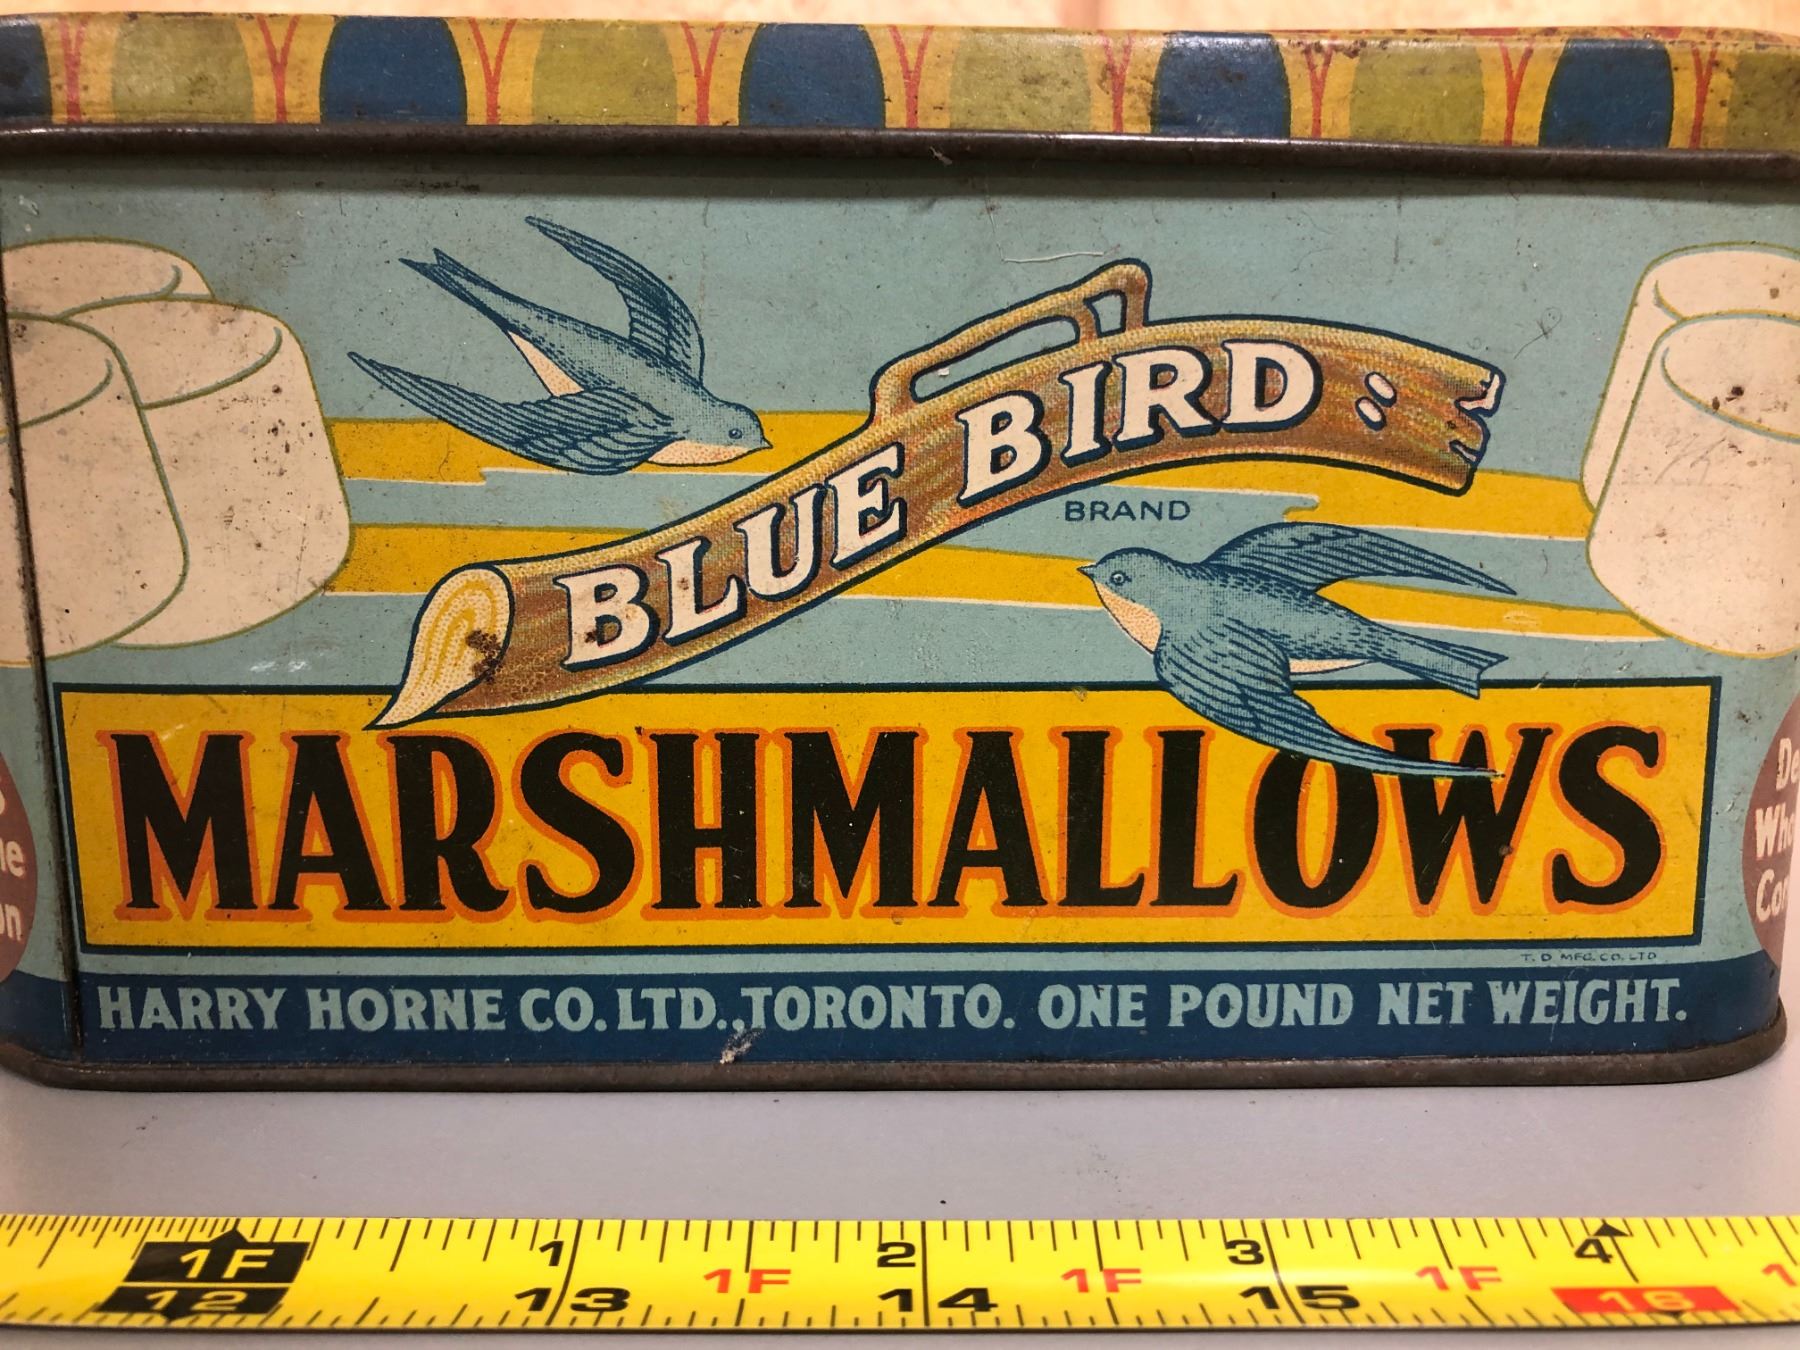 BLUE BIRD
BRAND
MARSHMALLOWS
T. D. MFG. CO. LTD.
HARRY HORNE CO. LTD., TORONTO. ONE POUND NET WEIGHT.
1F 1 2 3 4
1F 1F 1F
12 13 14 15 16